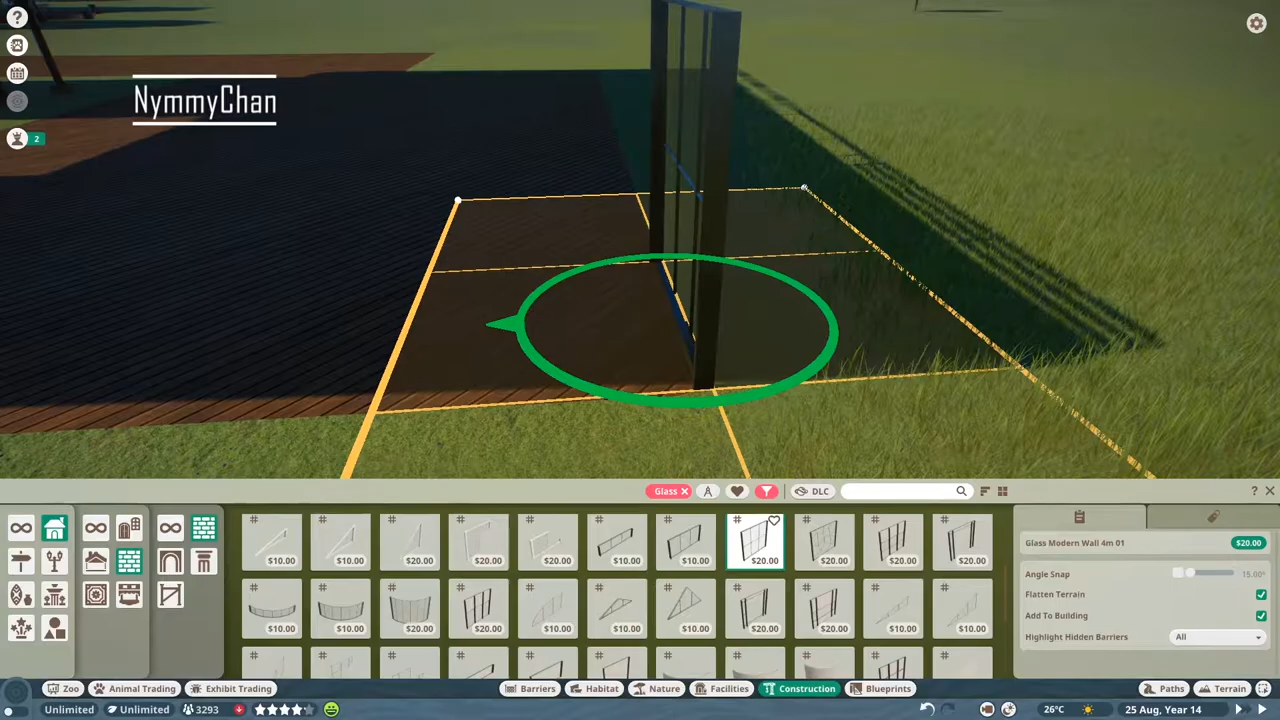 ?
NymmyChan
2
Glass ×
DLC
? ×
$10.00 $10.00 $20.00 $20.00 $20.00 $10.00 $10.00 $20.00 $20.00 $20.00 $20.00
Glass Modern Wall 4m 01 $20.00
Angle Snap 15.00°
Flatten Terrain
Add To Building
Highlight Hidden Barriers All
$10.00 $10.00 $20.00 $20.00 $10.00 $10.00 $10.00 $20.00 $20.00 $10.00 $10.00
Zoo Animal Trading Exhibit Trading Barriers Habitat Nature Facilities Construction Blueprints Paths Terrain
Unlimited Unlimited 3293 26°C 25 Aug, Year 14